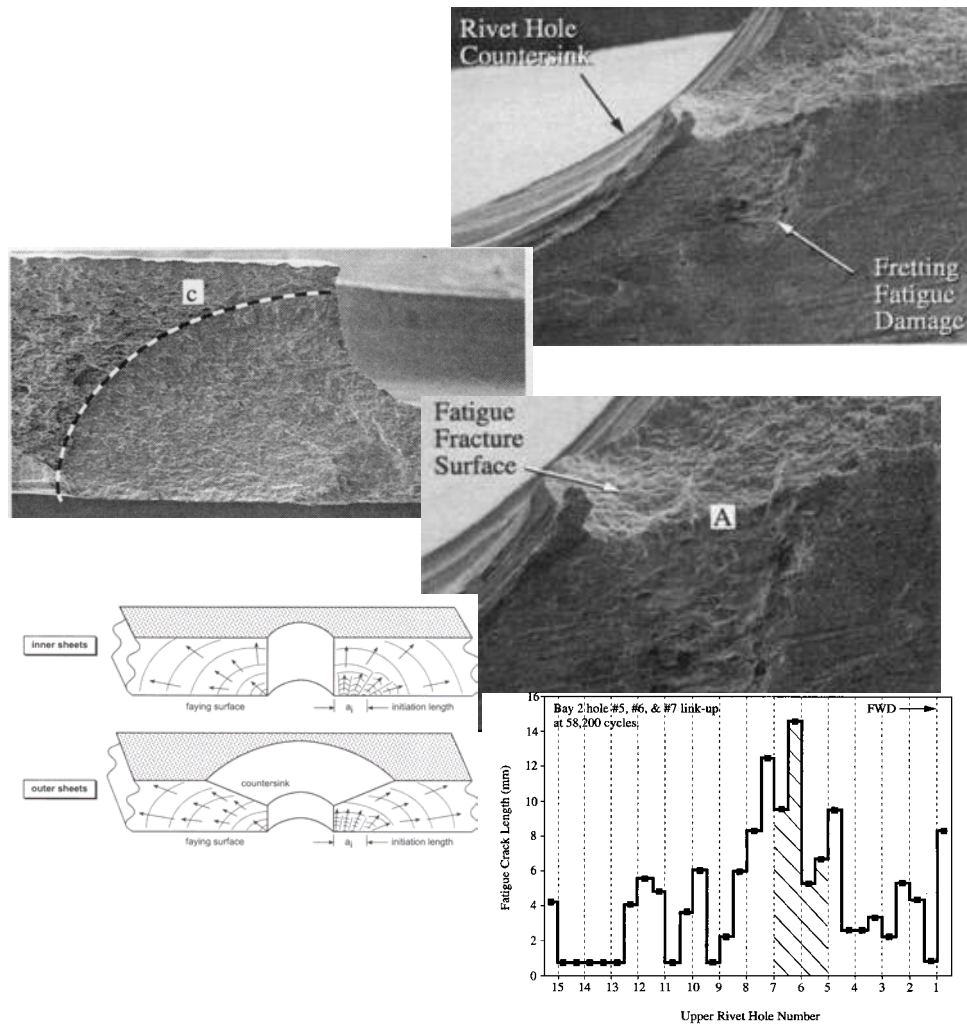 Rivet Hole
Countersink
Fretting
Fatigue
Damage
c
Fatigue
Fracture
Surface
A
inner sheets
faying surface
a_i
initiation length
outer sheets
countersink
faying surface
a_i
initiation length
Bay 2 hole #5, #6, & #7 link-up
at 58,200 cycles.
FWD
Fatigue Crack Length (mm)
16
14
12
10
8
6
4
2
0
15 14 13 12 11 10 9 8 7 6 5 4 3 2 1
Upper Rivet Hole Number